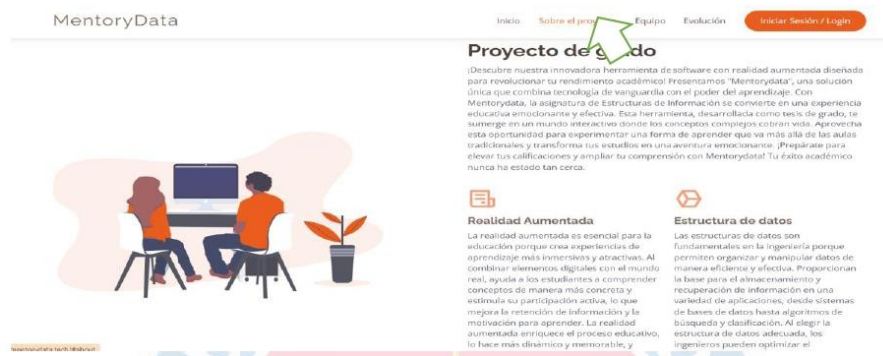 MentoryData
Inicio Sobre el Equipo Evolución Iniciar Sesión / Login
Proyecto de grado
¡Descubre nuestra innovadora herramienta de software con realidad aumentada diseñada
para revolucionar tu rendimiento académico! Presentamos "Mentorydata", una solución
única que combina tecnología de vanguardia con el poder del aprendizaje. Con
Mentorydata, la asignatura de Estructuras de Información se convierte en una experiencia
educativa emocionante y efectiva. Esta herramienta, desarrollada como tesis de grado, te
sumerge en un mundo interactivo donde los conceptos complejos cobran vida. Aprovecha
esta oportunidad para experimentar una forma de aprender que va más allá de las aulas
tradicionales y transforma tus estudios en una aventura emocionante. ¡Prepárate para
elevar tus calificaciones y ampliar tu comprensión con Mentorydata! Tu éxito académico
nunca ha estado tan cerca.
Realidad Aumentada
La realidad aumentada es esencial para la
educación porque crea experiencias de
aprendizaje más inmersivas y atractivas. Al
combinar elementos digitales con el mundo
real, ayuda a los estudiantes a comprender
conceptos de manera más concreta y
estimula su participación activa, lo que
mejora la retención de información y la
motivación para aprender. La realidad
aumentada enriquece el proceso educativo,
lo hace más dinámico y memorable, y
Estructura de datos
Las estructuras de datos son
fundamentales en la ingeniería porque
permiten organizar y manipular datos de
manera eficiente y efectiva. Proporcionan
la base para el almacenamiento y
recuperación de información en una
variedad de aplicaciones, desde sistemas
de bases de datos hasta algoritmos de
búsqueda y clasificación. Al elegir la
estructura de datos adecuada, los
ingenieros pueden optimizar el